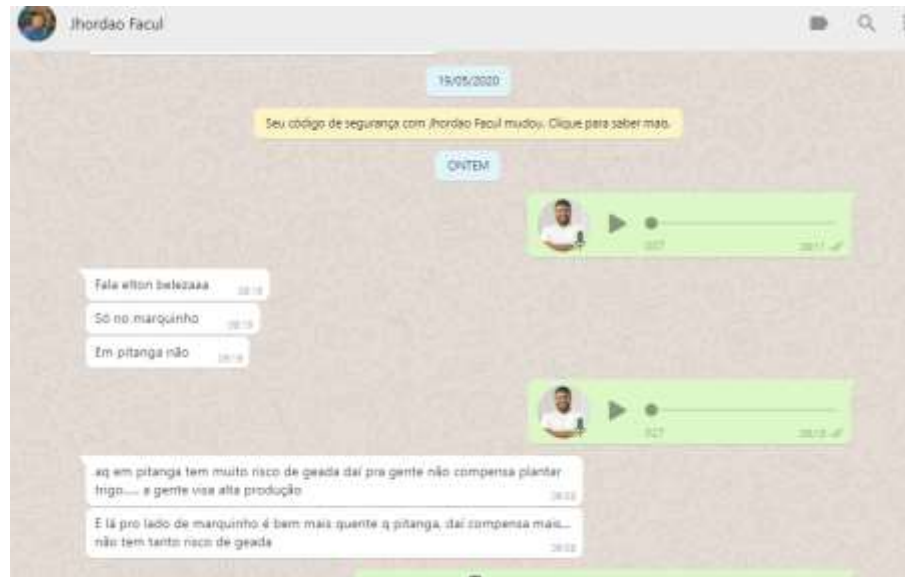 Jhordao Facul
19/05/2020
Seu código de segurança com Jhordao Facul mudou. Clique para saber mais.
ONTEM
Fala elton belezaaa
Só no marquinho
Em pitanga não
aq em pitanga tem muito risco de geada daí pra gente não compensa plantar
trigo.... a gente visa alta produção
E lá pro lado de marquinho é bem mais quente q pitanga, daí compensa mais...
não tem tanto risco de geada